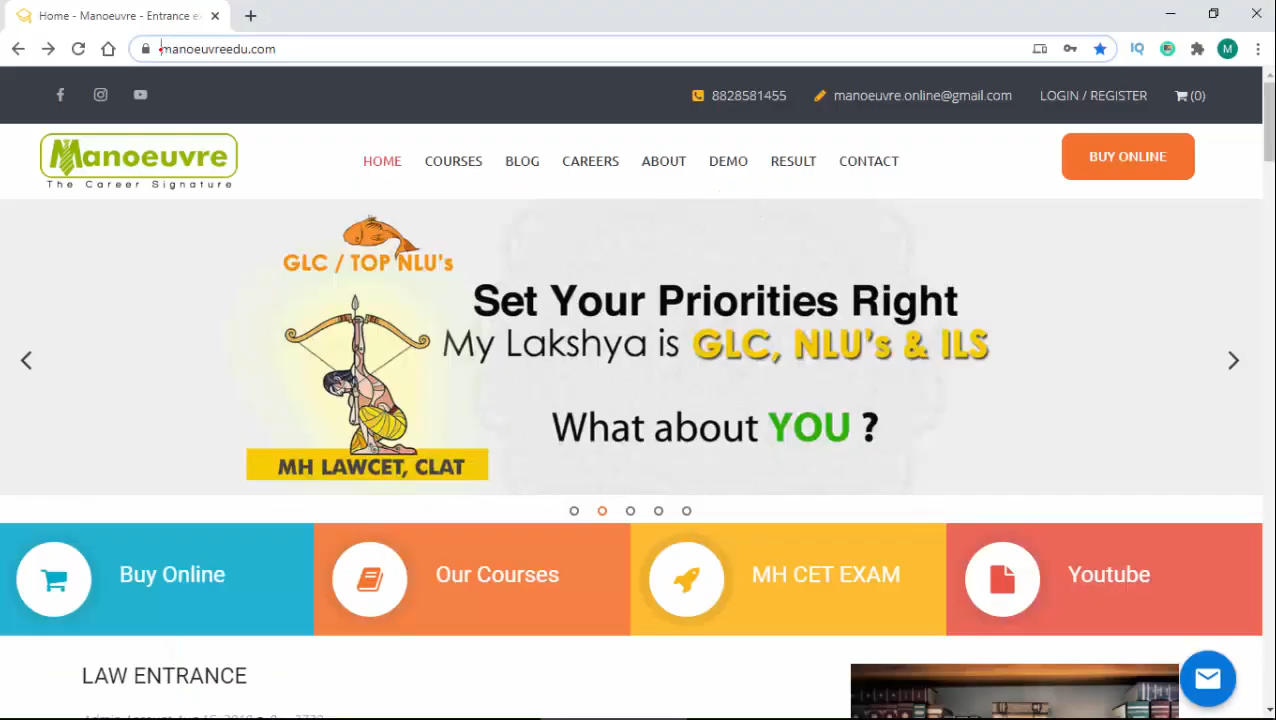 Home - Manoeuvre - Entrance e
manoeuvreedu.com
IQ
M
8828581455
manoeuvre.online@gmail.com
LOGIN / REGISTER
(0)
Manoeuvre
The Career Signature
HOME
COURSES
BLOG
CAREERS
ABOUT
DEMO
RESULT
CONTACT
BUY ONLINE
GLC / TOP NLU's
Set Your Priorities Right
My Lakshya is GLC, NLU's & ILS
What about YOU ?
MH LAWCET, CLAT
Buy Online
Our Courses
MH CET EXAM
Youtube
LAW ENTRANCE